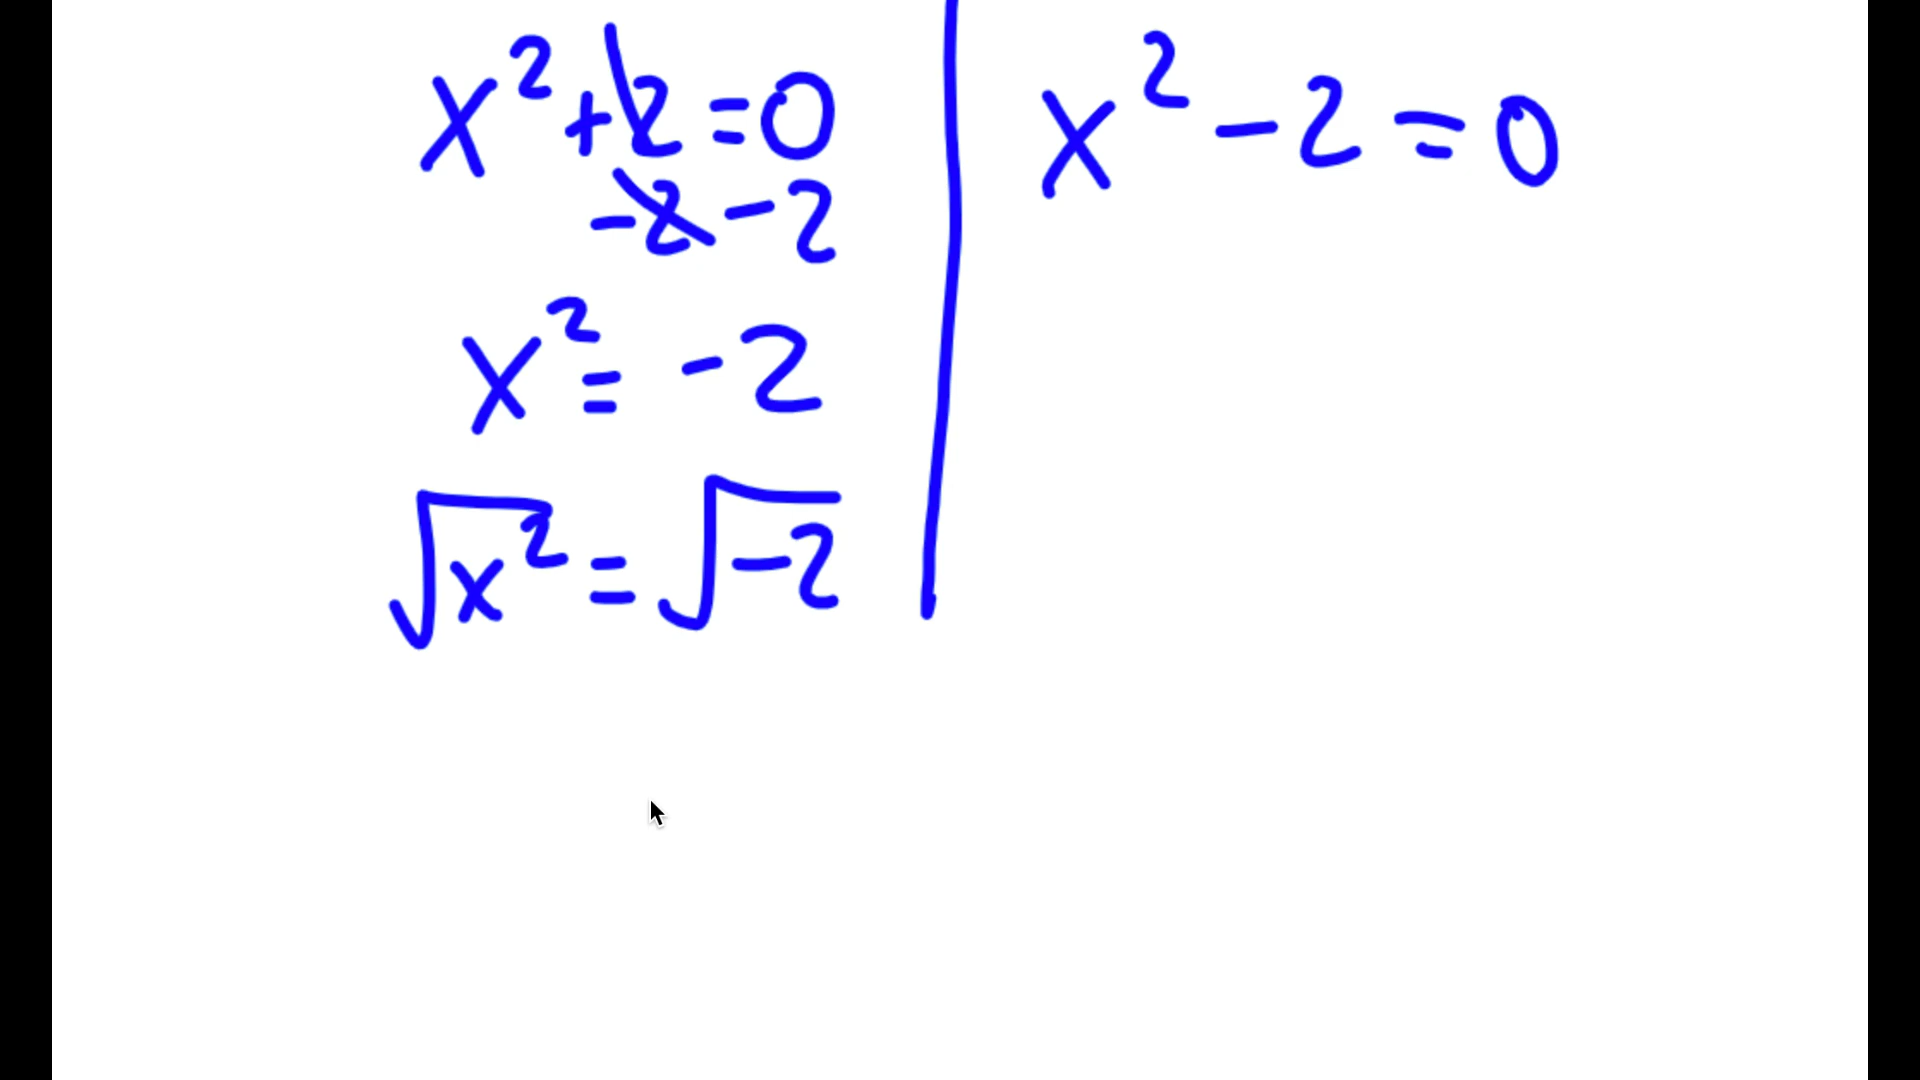 x² + 2 = 0
-2 -2
x² = -2
√x² = √-2
x² - 2 = 0